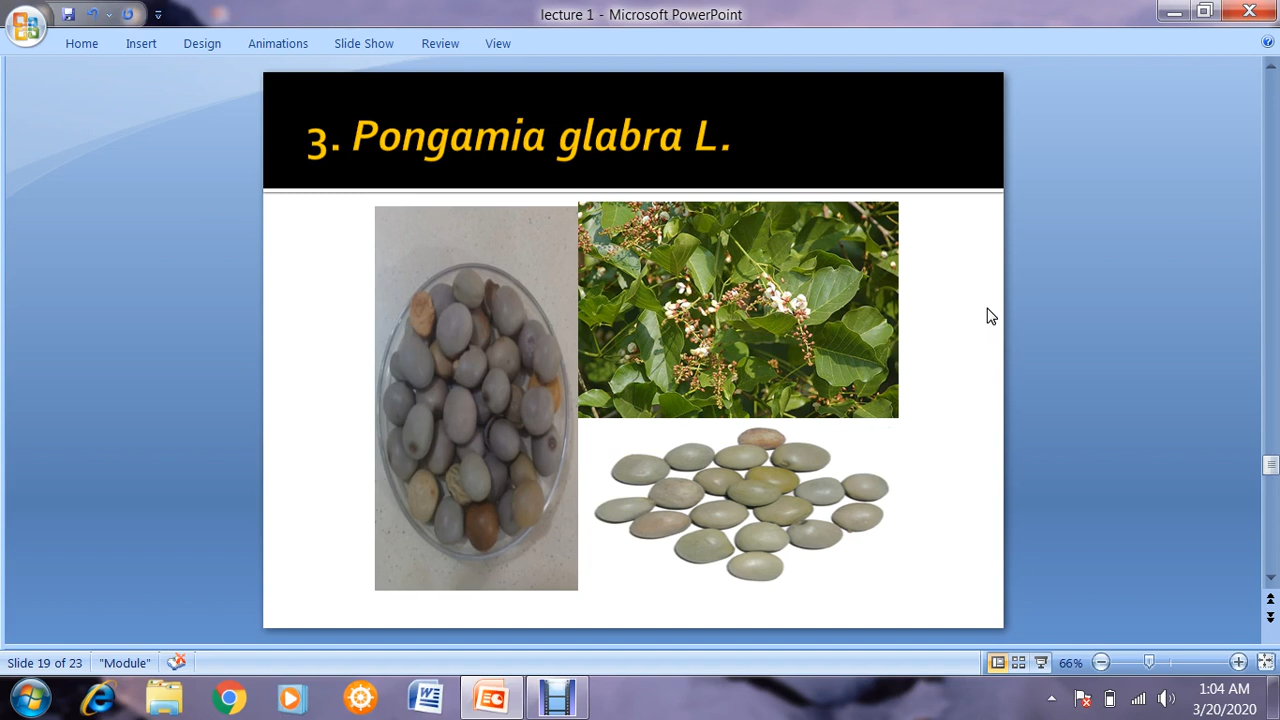 lecture 1 - Microsoft PowerPoint
Home Insert Design Animations Slide Show Review View
3. Pongamia glabra L.
Slide 19 of 23 "Module" 66%
1:04 AM
3/20/2020